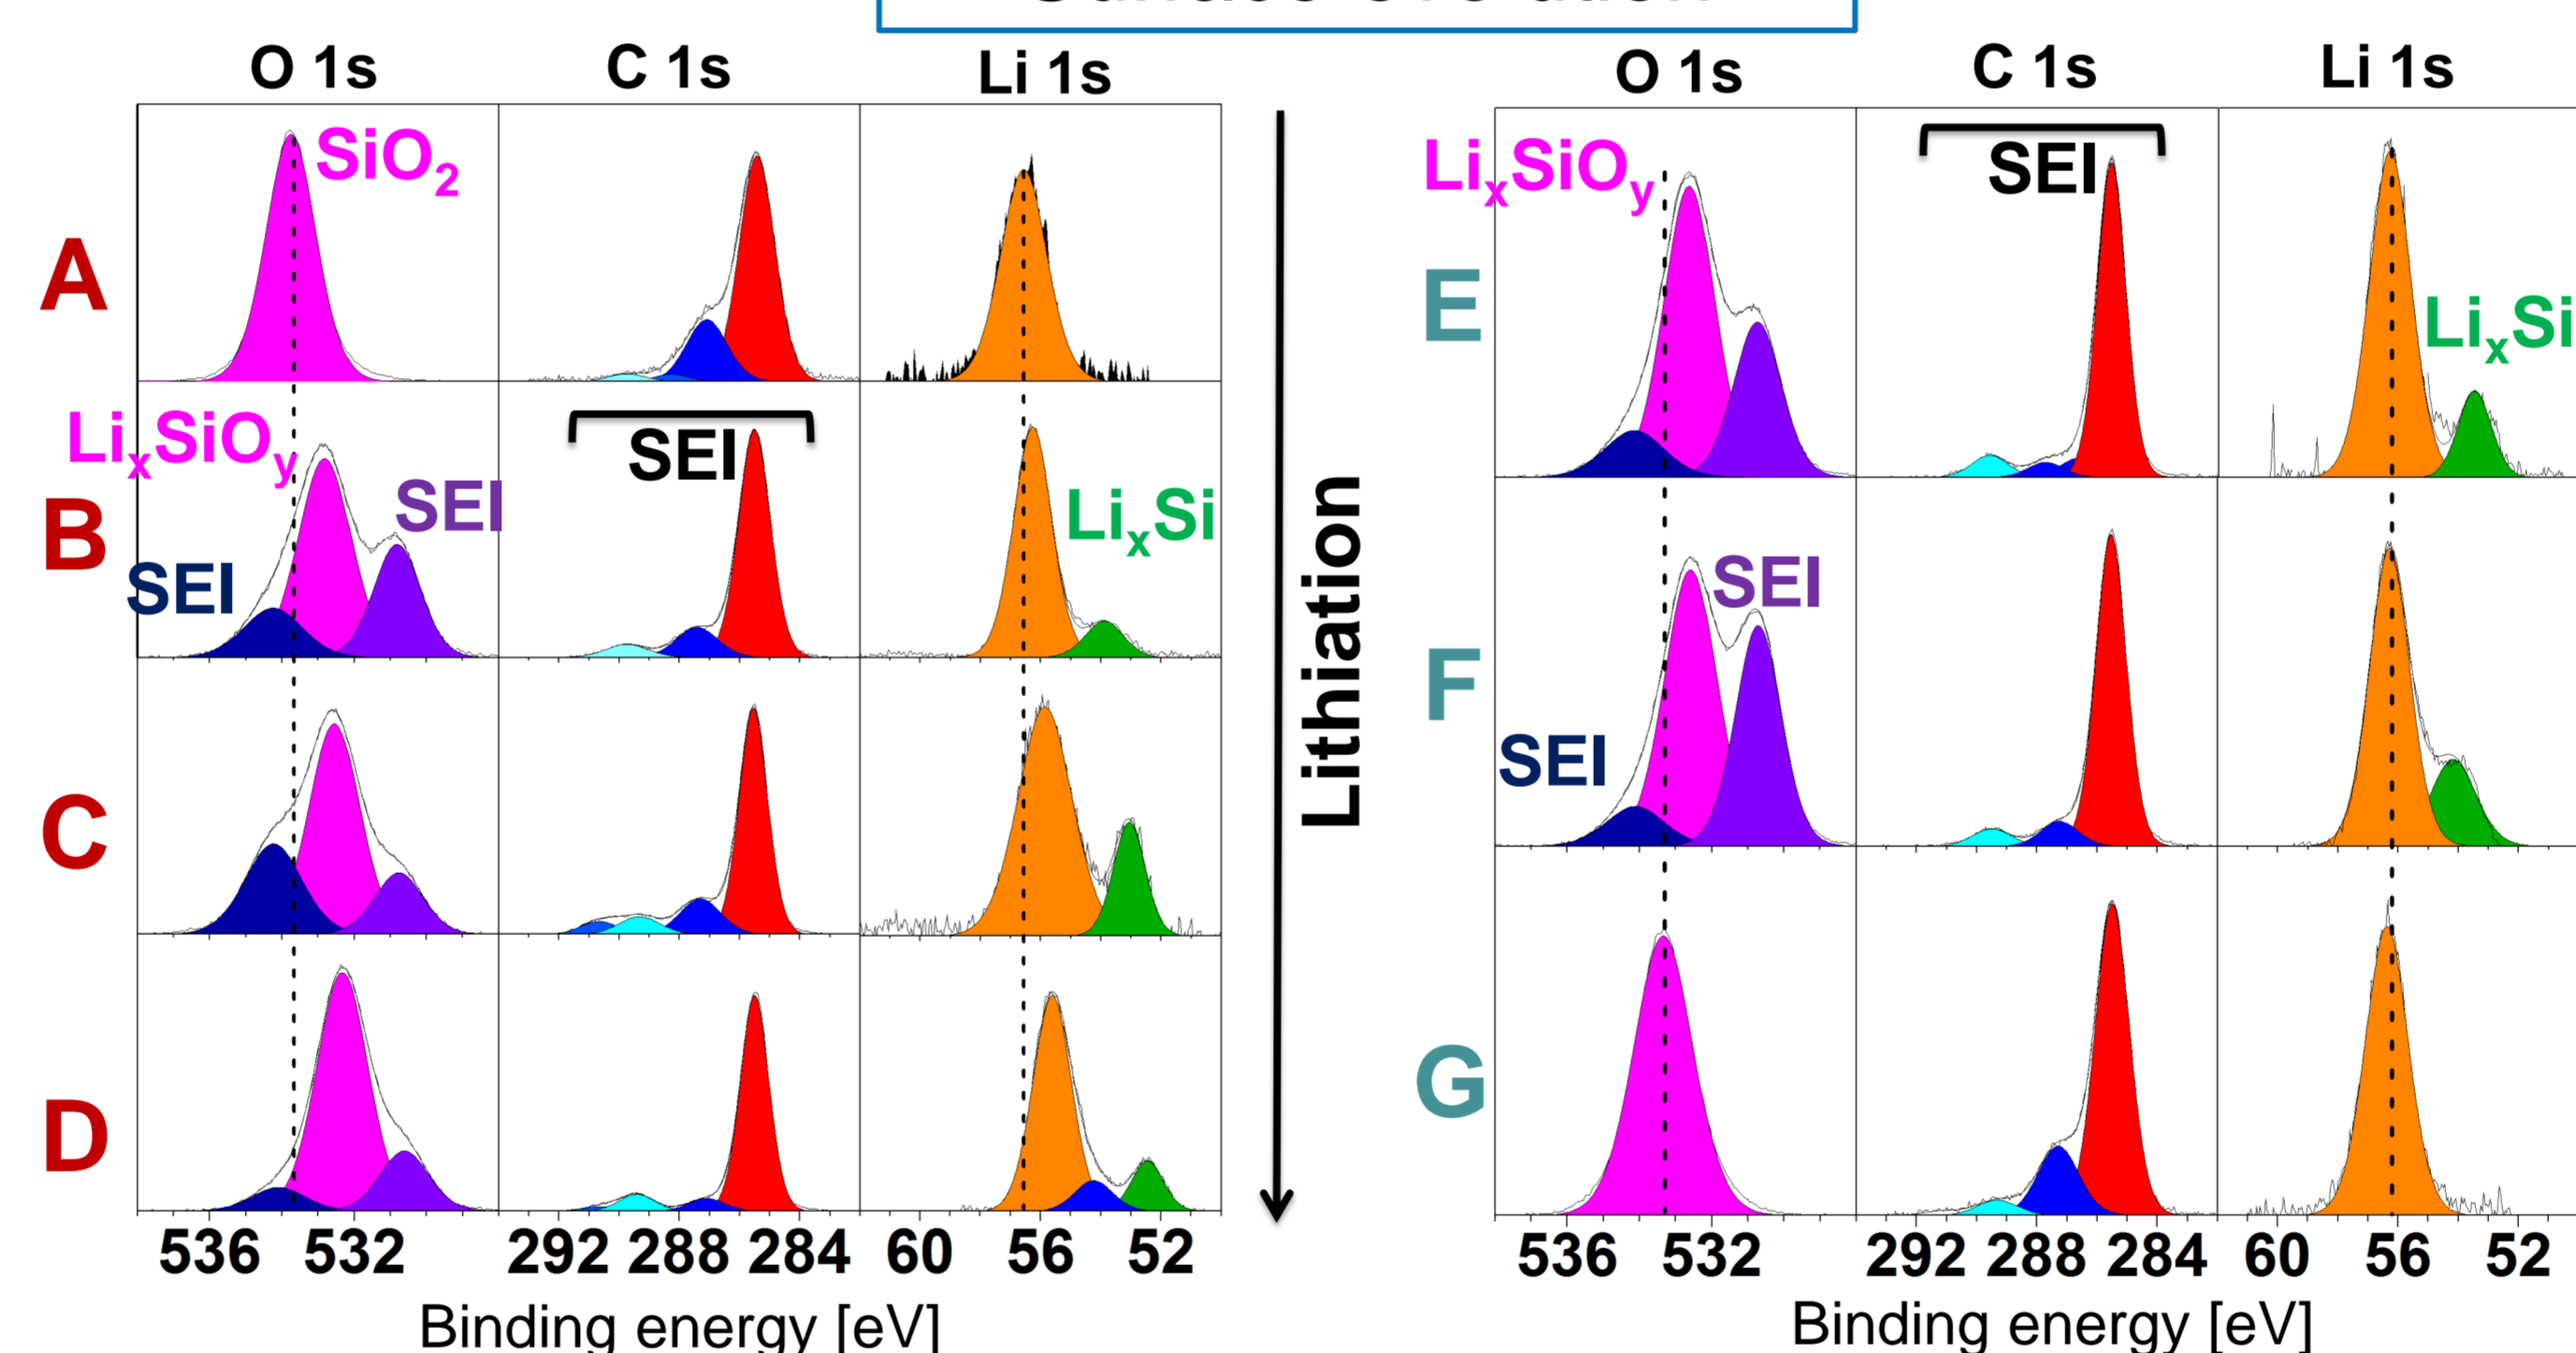 O 1s C 1s Li 1s
O 1s C 1s Li 1s
A
SiO2
B
LixSiOy
SEI
SEI
SEI
LixSi
C
D
536 532 292 288 284 60 56 52
Binding energy [eV]
Lithiation
E
LixSiOy
SEI
LixSi
F
SEI
SEI
G
536 532 292 288 284 60 56 52
Binding energy [eV]